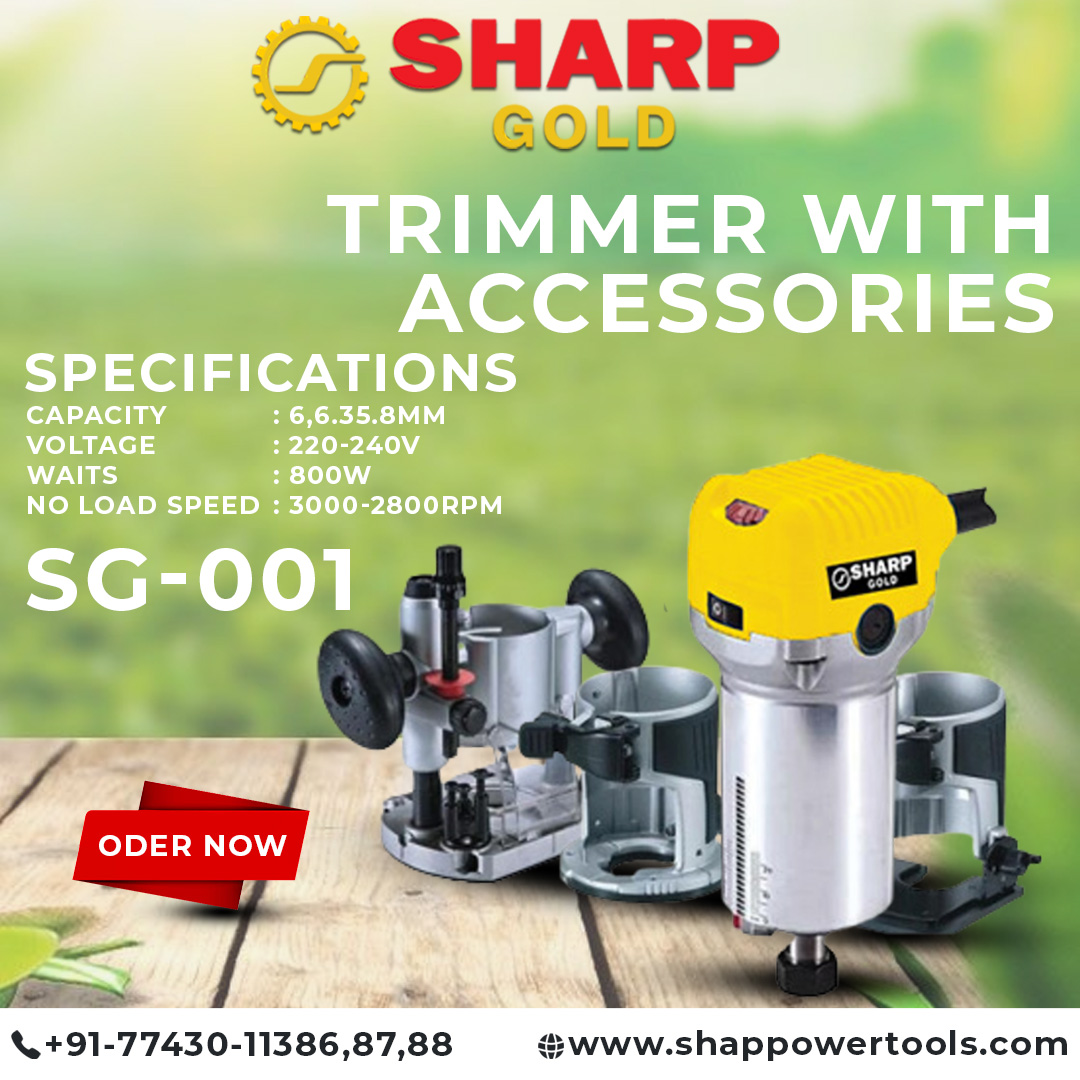 SHARP
GOLD
TRIMMER WITH
ACCESSORIES
SPECIFICATIONS
CAPACITY : 6,6.35.8MM
VOLTAGE : 220-240V
WAITS : 800W
NO LOAD SPEED : 3000-2800RPM
SG-001
SHARP
GOLD
ODER NOW
+91-77430-11386,87,88
www.shappowertools.com